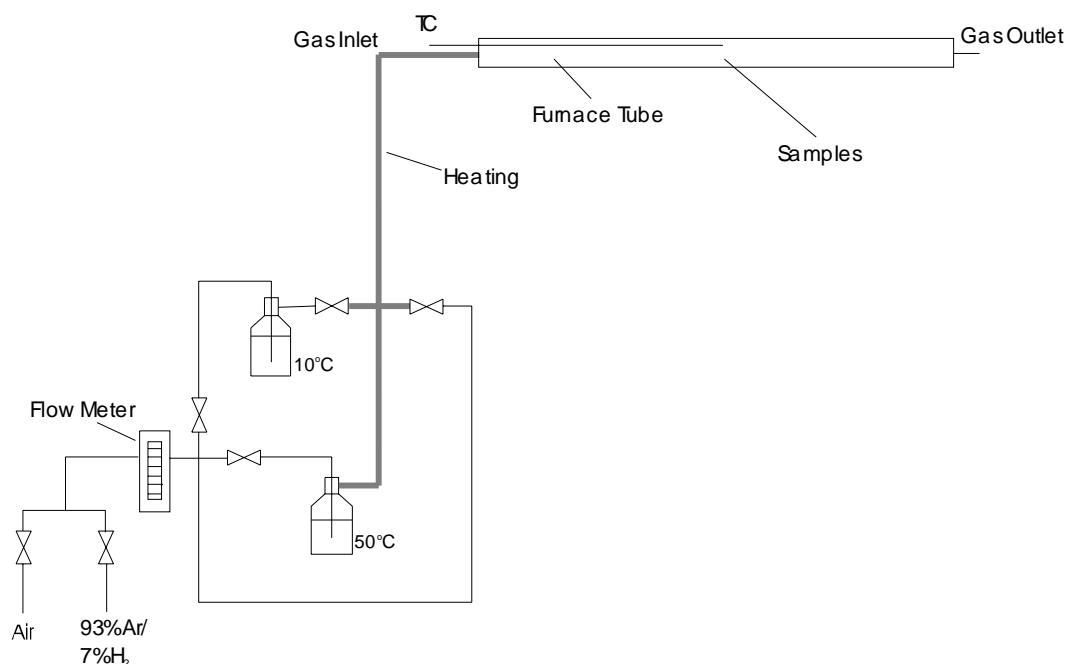 TC
Gas Inlet
Gas Outlet
Furnace Tube
Samples
Heating
10°C
Flow Meter
50°C
Air
93%Ar/
7%H₂